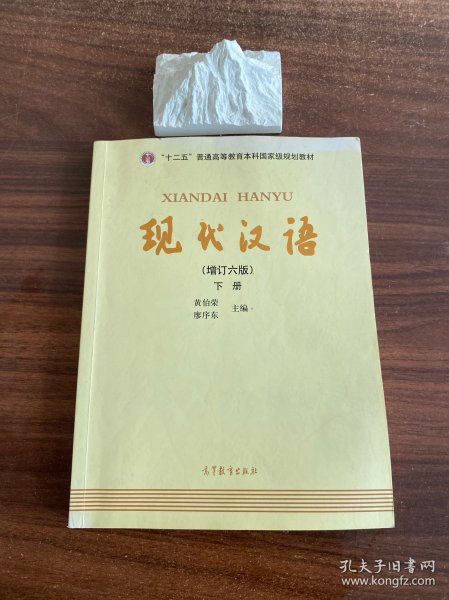 "十二五"普通高等教育本科国家级规划教材
XIANDAI HANYU
现代汉语
(增订六版)
下 册
黄伯荣
廖序东
主编
高等教育出版社
孔夫子旧书网
www.kongfz.com